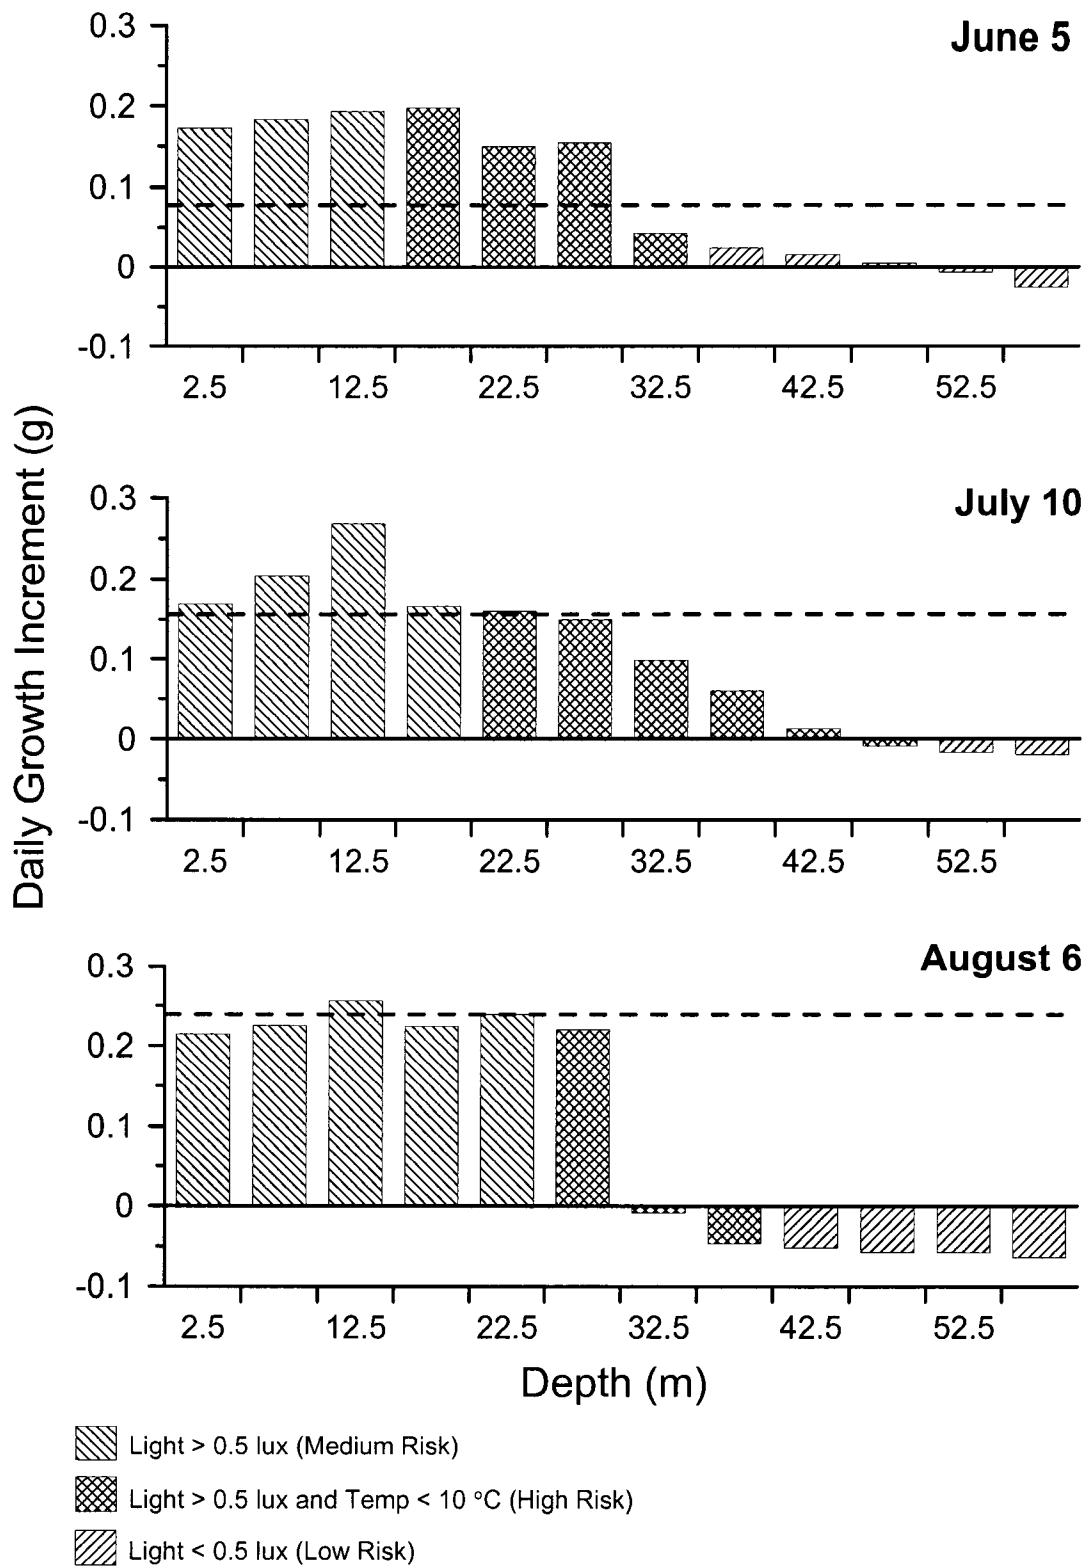 June 5
0.3
0.2
0.1
0
-0.1
2.5 12.5 22.5 32.5 42.5 52.5
Daily Growth Increment (g)
July 10
0.3
0.2
0.1
0
-0.1
2.5 12.5 22.5 32.5 42.5 52.5
August 6
0.3
0.2
0.1
0
-0.1
2.5 12.5 22.5 32.5 42.5 52.5
Depth (m)
Light > 0.5 lux (Medium Risk)
Light > 0.5 lux and Temp < 10 °C (High Risk)
Light < 0.5 lux (Low Risk)